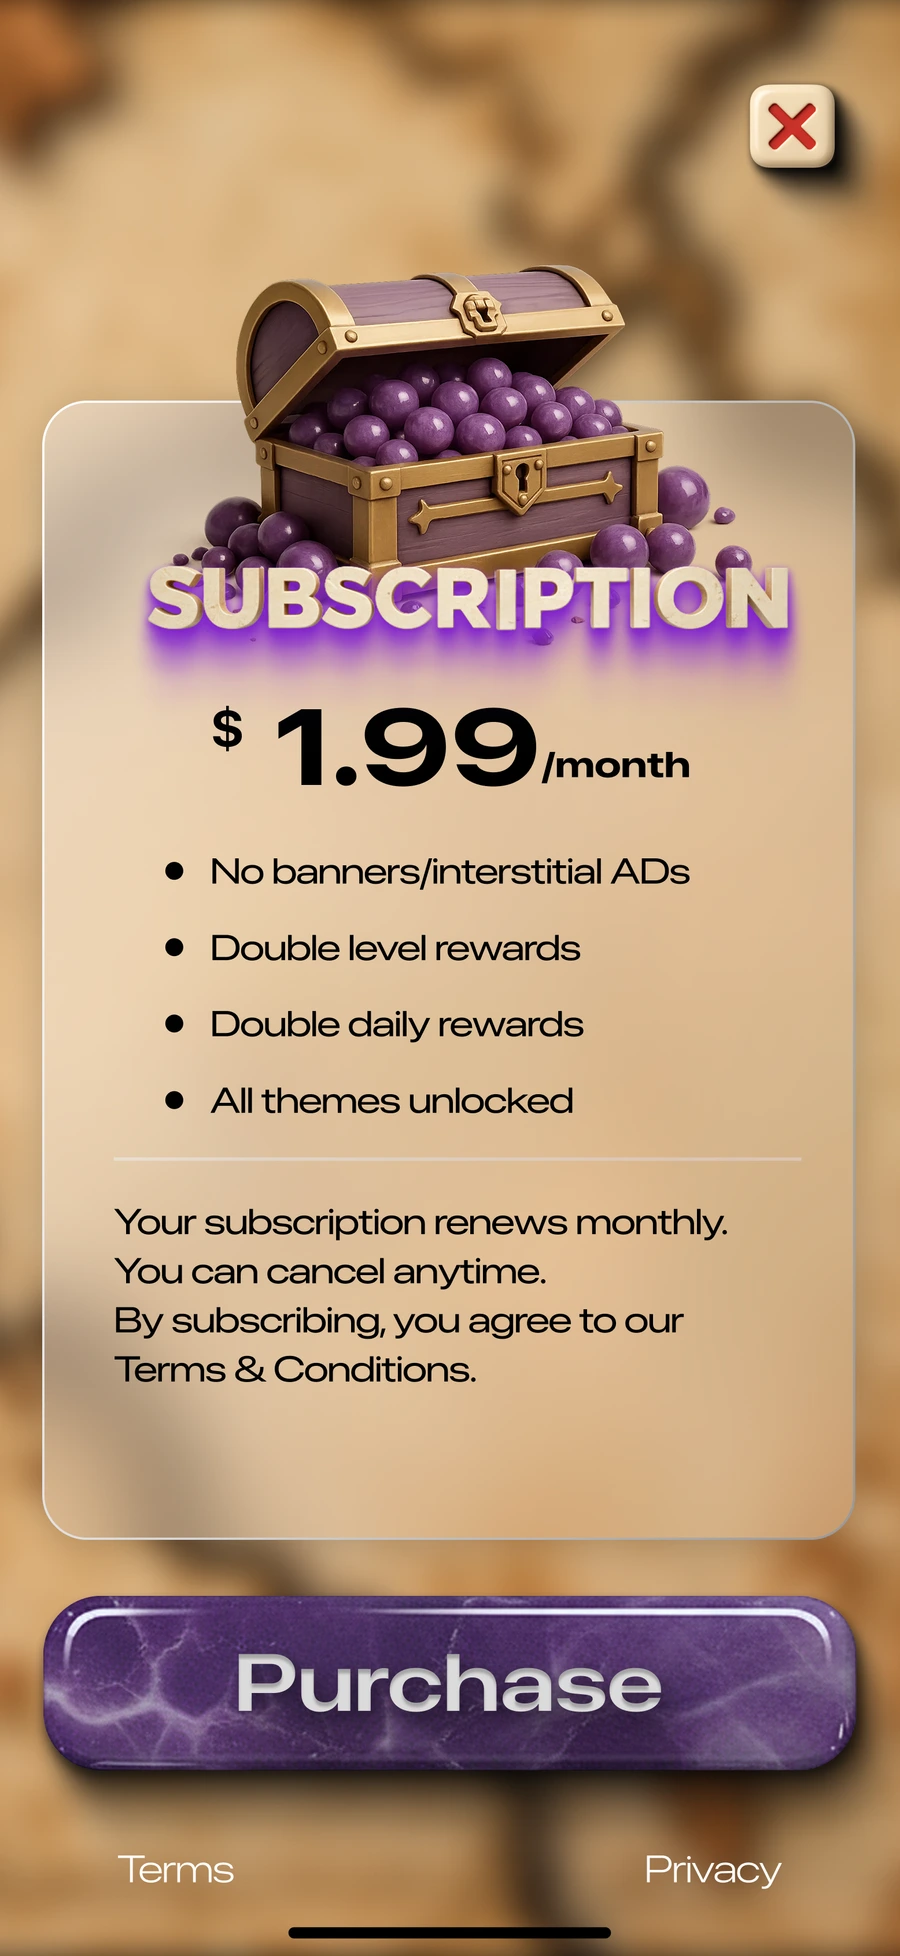 SUBSCRIPTION
$ 1.99/month
• No banners/interstitial ADs
• Double level rewards
• Double daily rewards
• All themes unlocked
Your subscription renews monthly.
You can cancel anytime.
By subscribing, you agree to our
Terms & Conditions.
Purchase
Terms Privacy